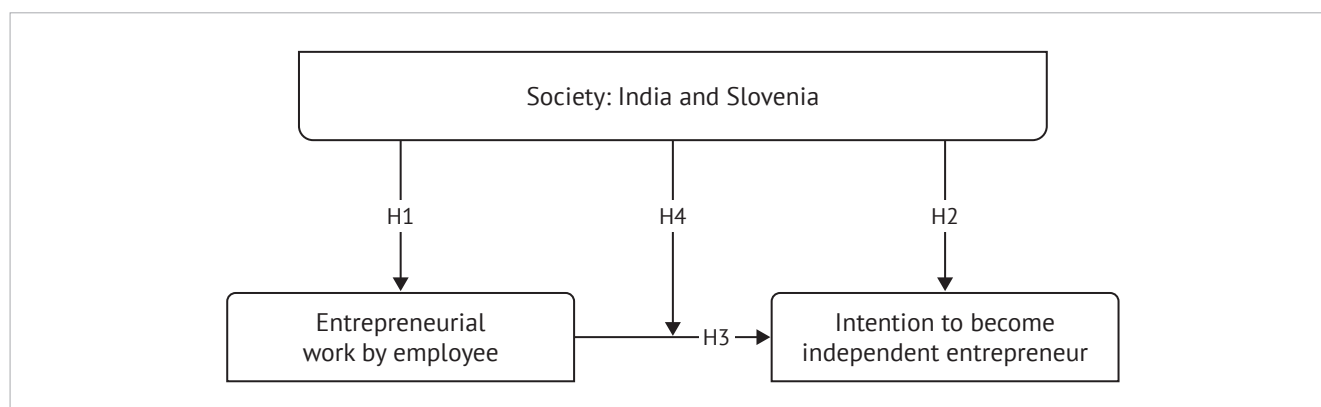 Society: India and Slovenia
H1
H4
H2
Entrepreneurial
work by employee
H3
Intention to become
independent entrepreneur